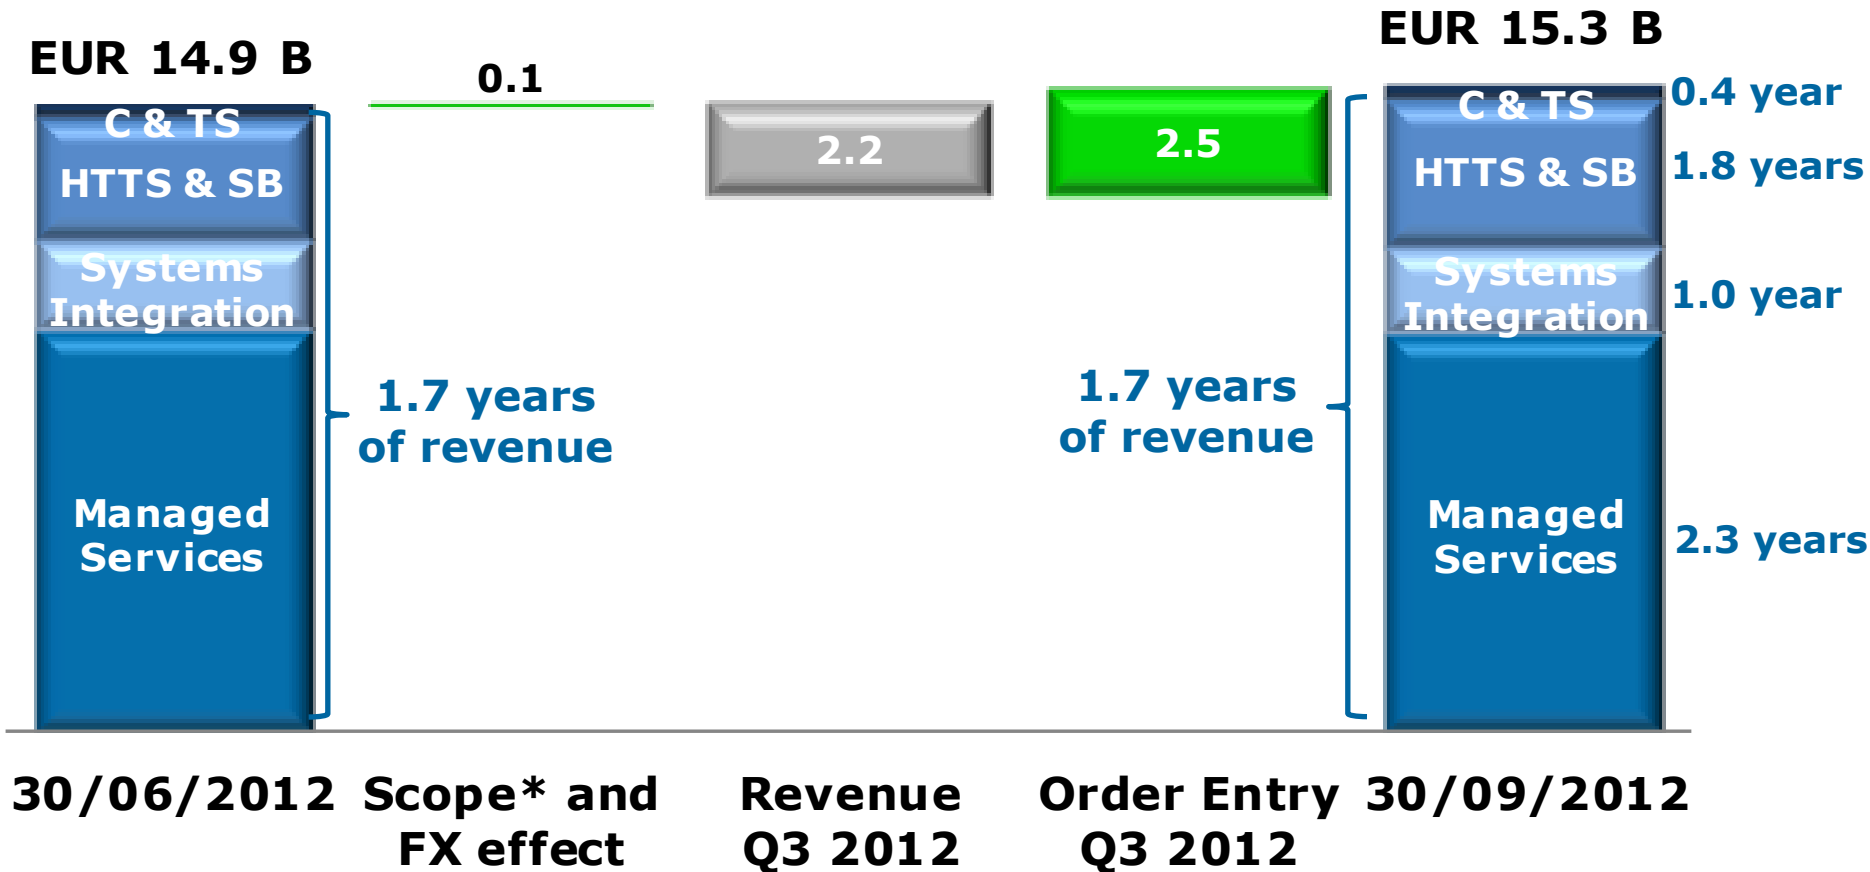 EUR 14.9 B
C & TS
HTTS & SB
Systems
Integration
Managed
Services
1.7 years
of revenue
0.1
2.2
2.5
1.7 years
of revenue
EUR 15.3 B
C & TS
HTTS & SB
Systems
Integration
Managed
Services
0.4 year
1.8 years
1.0 year
2.3 years
30/06/2012
Scope* and
FX effect
Revenue
Q3 2012
Order Entry
Q3 2012
30/09/2012